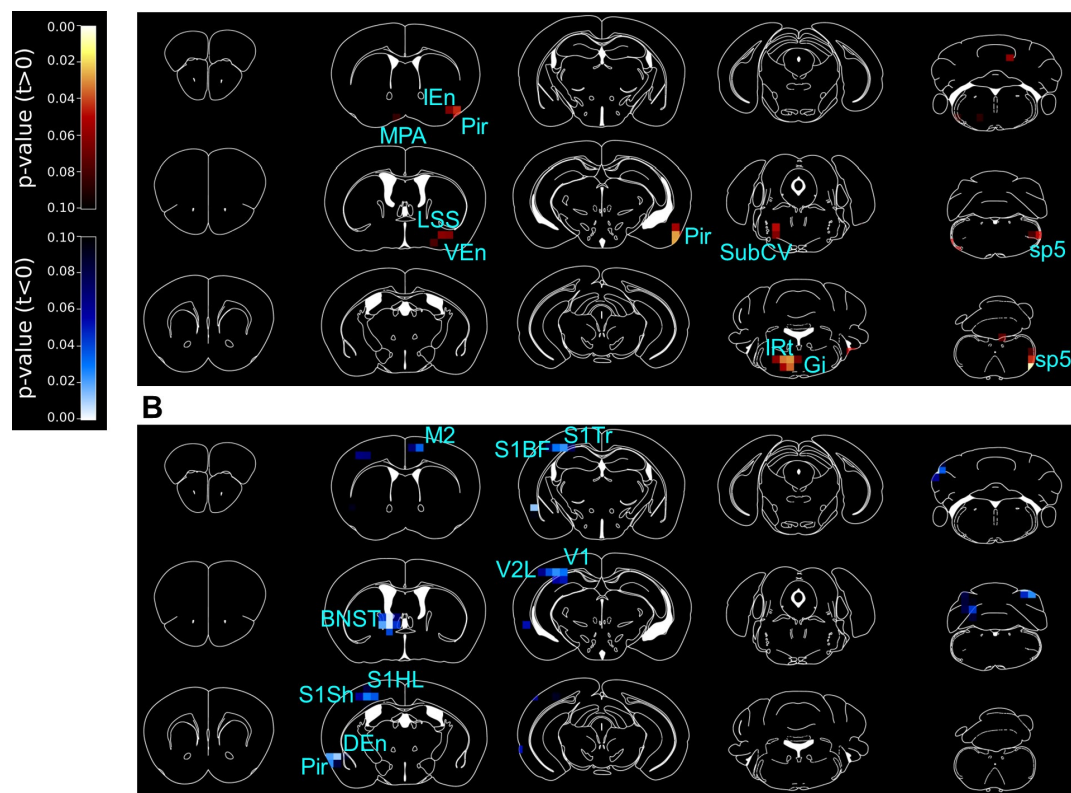 0.00
0.02
0.04
0.06
0.08
0.10
p-value (t>0)
0.10
0.08
0.06
0.04
0.02
0.00
p-value (t<0)
IEn
Pir
MPA
LSS
VEn
Pir
SubCV
sp5
IRt
Gi
sp5
B
M2
S1BF
S1Tr
BNST
V2L
V1
S1Sh
S1HL
DEn
Pir